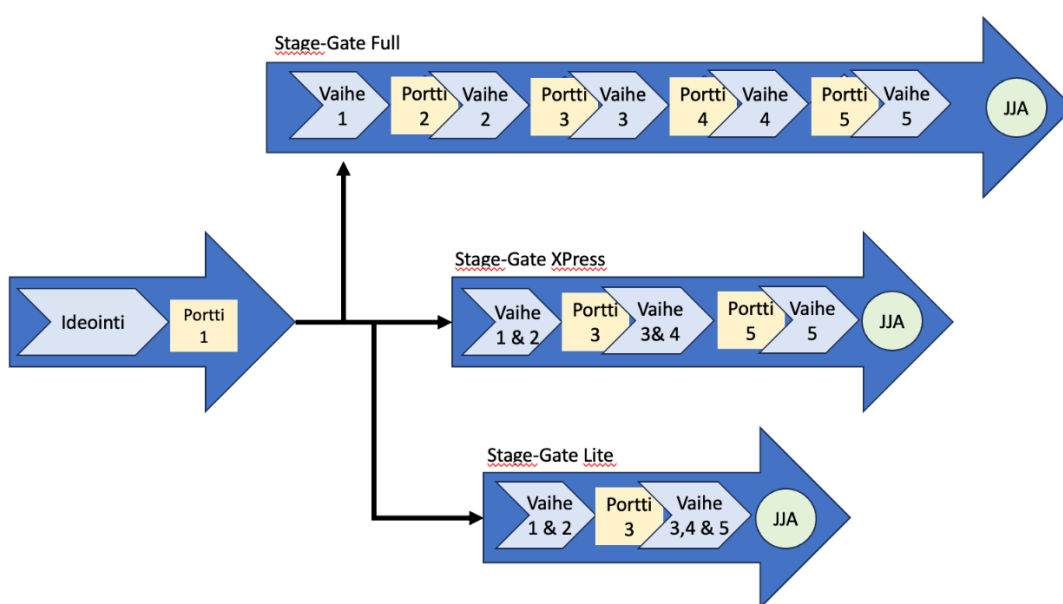 Stage-Gate Full
Vaihe
1
Portti
2
Vaihe
2
Portti
3
Vaihe
3
Portti
4
Vaihe
4
Portti
5
Vaihe
5
JJA
Ideointi
Portti
1
Stage-Gate XPress
Vaihe
1 & 2
Portti
3
Vaihe
3& 4
Portti
5
Vaihe
5
JJA
Stage-Gate Lite
Vaihe
1 & 2
Portti
3
Vaihe
3,4 & 5
JJA